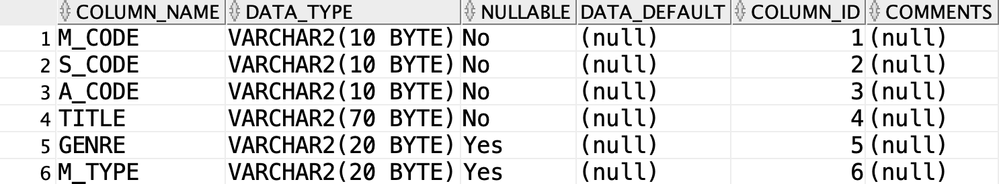 COLUMN_NAME DATA_TYPE NULLABLE DATA_DEFAULT COLUMN_ID COMMENTS
1 M_CODE VARCHAR2(10 BYTE) No (null) 1 (null)
2 S_CODE VARCHAR2(10 BYTE) No (null) 2 (null)
3 A_CODE VARCHAR2(10 BYTE) No (null) 3 (null)
4 TITLE VARCHAR2(70 BYTE) No (null) 4 (null)
5 GENRE VARCHAR2(20 BYTE) Yes (null) 5 (null)
6 M_TYPE VARCHAR2(20 BYTE) Yes (null) 6 (null)